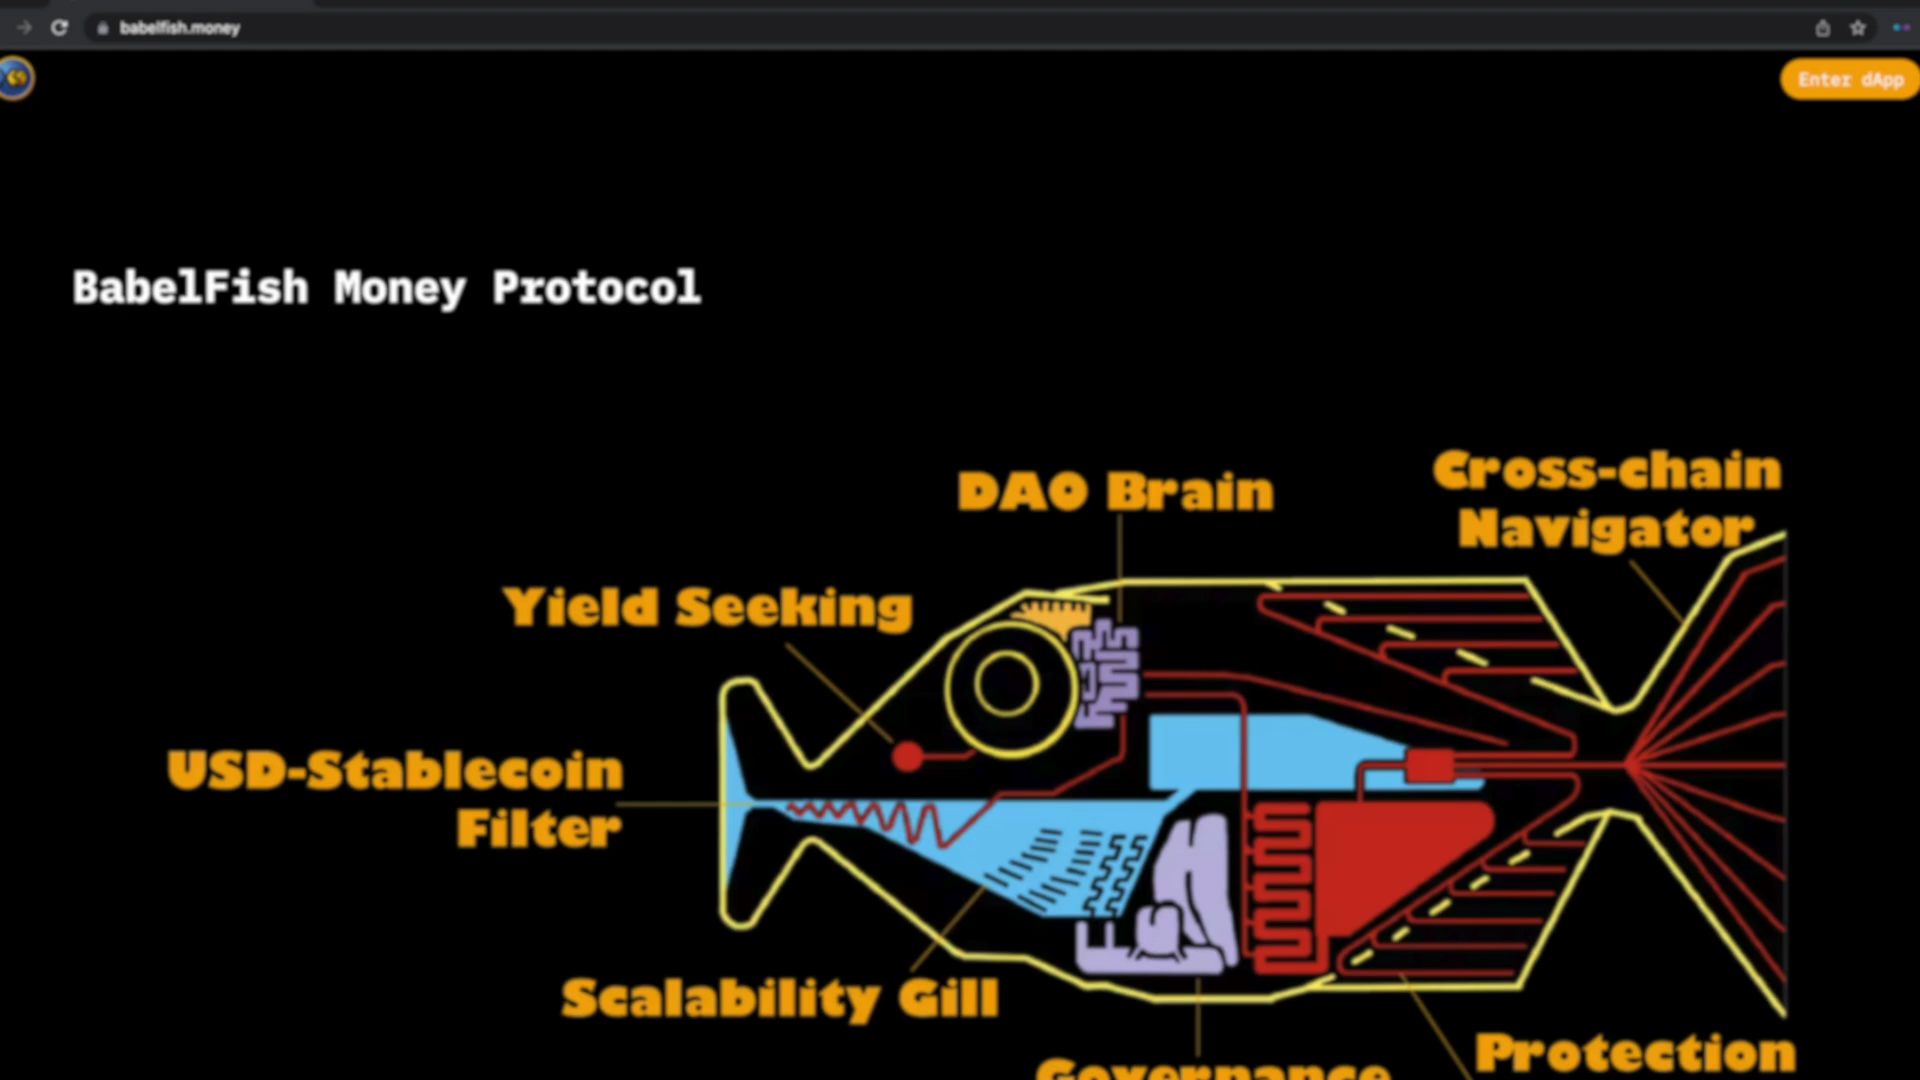 babelfish.money
Enter dApp
BabelFish Money Protocol
Cross-chain
Navigator
DAO Brain
Yield Seeking
USD-Stablecoin
Filter
Scalability Gill
Protection
Governance